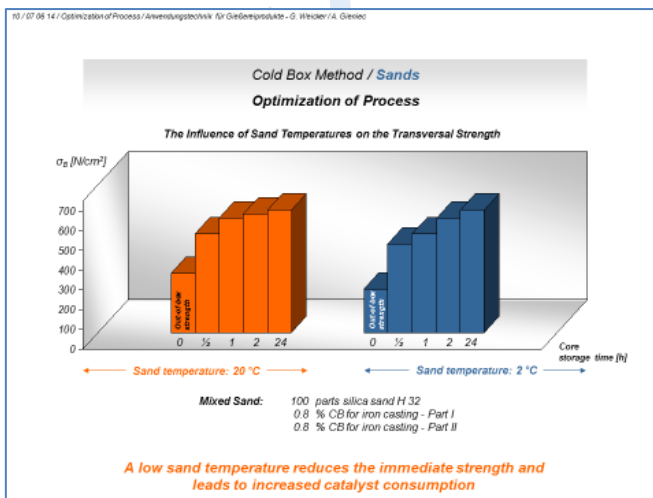 10 / 07 06 14 / Optimization of Process / Anwendungstechnik für Gießereiprodukte - G. Weicker / A. Gieniec
Cold Box Method / Sands
Optimization of Process
The Influence of Sand Temperatures on the Transversal Strength
σB [N/cm²]
700
600
500
400
300
200
100
0
Out-of-box strength
0 ½ 1 2 24
Out-of-box strength
0 ½ 1 2 24
Core
storage time [h]
Sand temperature: 20 °C
Sand temperature: 2 °C
Mixed Sand: 100 parts silica sand H 32
0.8 % CB for iron casting - Part I
0.8 % CB for iron casting - Part II
A low sand temperature reduces the immediate strength and
leads to increased catalyst consumption